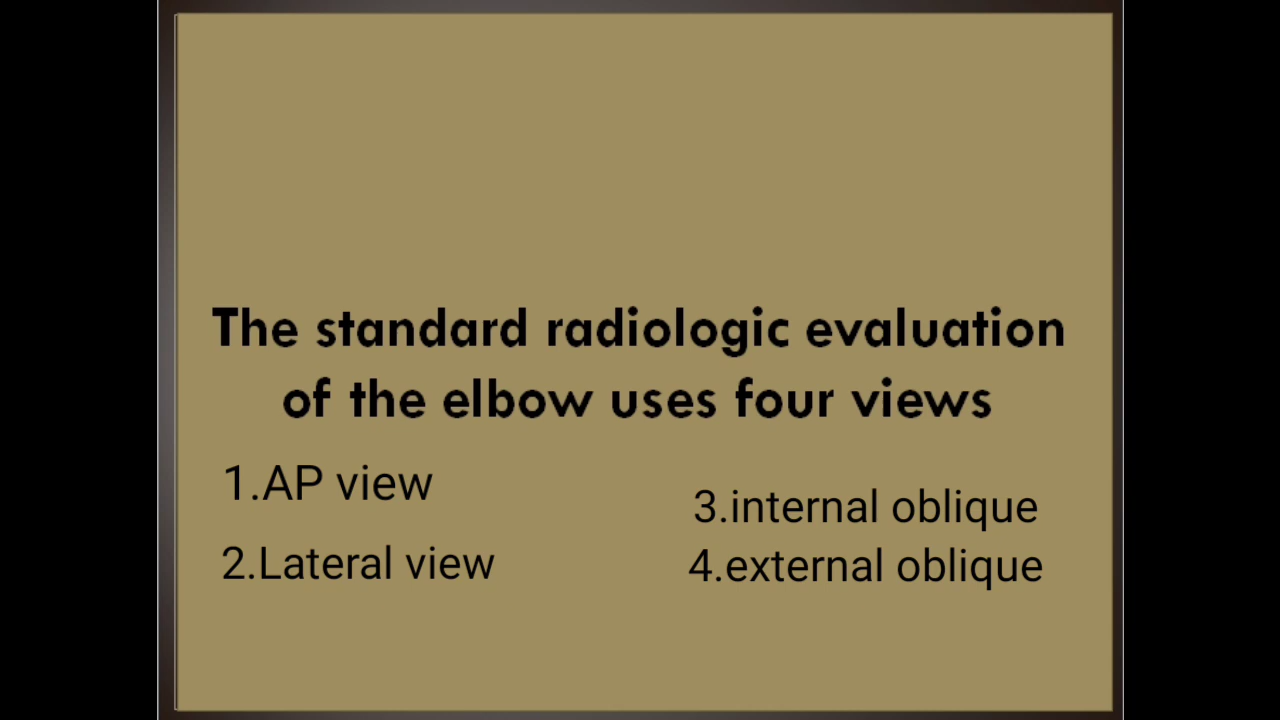 The standard radiologic evaluation
of the elbow uses four views
1.AP view
2.Lateral view
3.internal oblique
4.external oblique